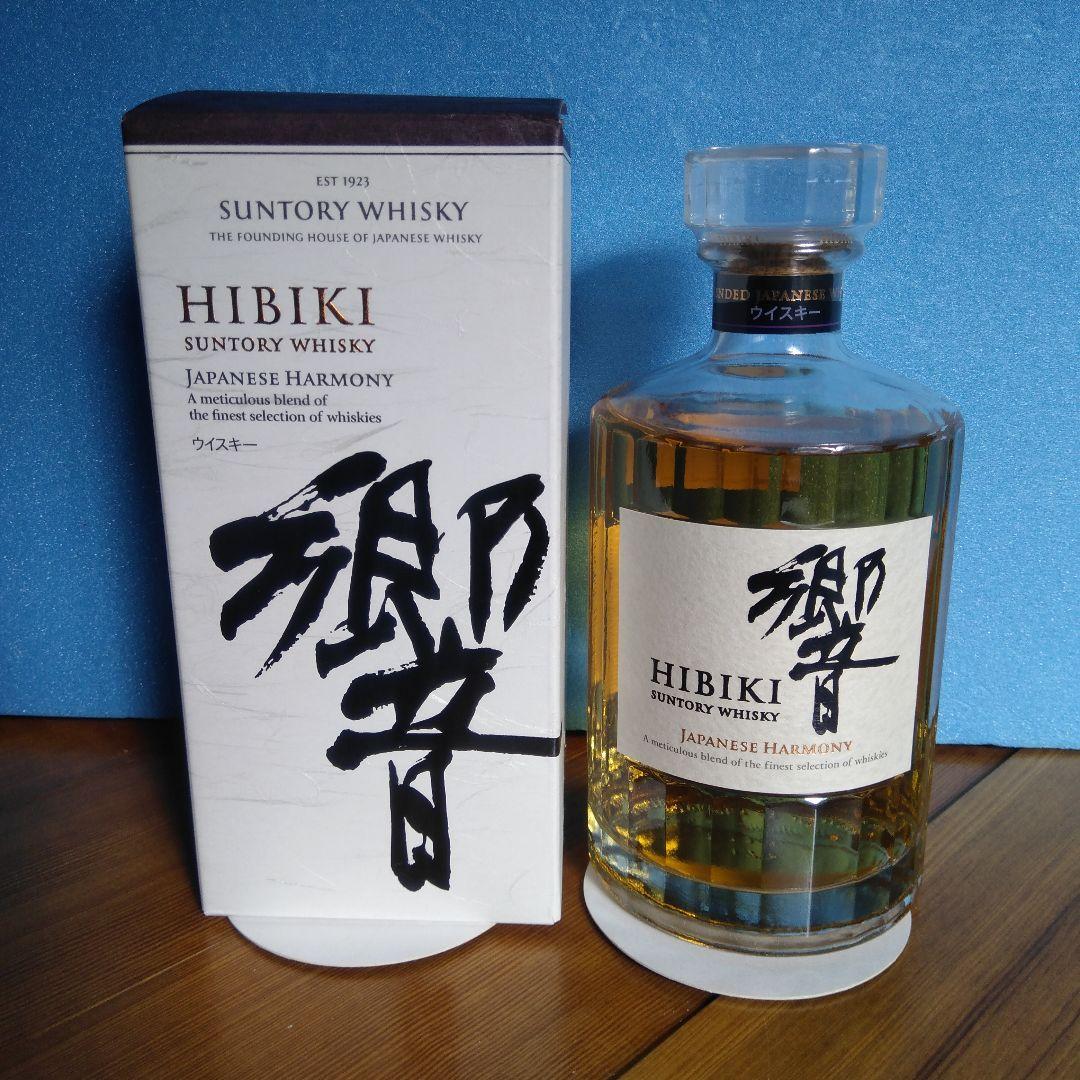 EST 1923
SUNTORY WHISKY
THE FOUNDING HOUSE OF JAPANESE WHISKY
HIBIKI
SUNTORY WHISKY
JAPANESE HARMONY
A meticulous blend of
the finest selection of whiskies
ウイスキー
響
JAPANESE
ウイスキー
響
HIBIKI
SUNTORY WHISKY
JAPANESE HARMONY
A meticulous blend of the finest selection of whiskies